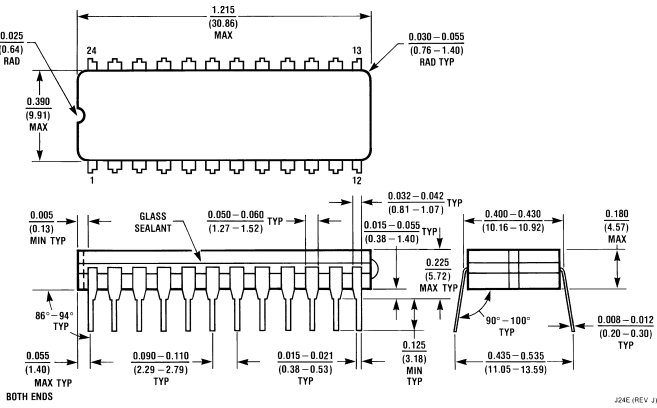 1.215
(30.86)
MAX
0.025
(0.64)
RAD
24
13
0.030–0.055
(0.76–1.40)
RAD TYP
0.390
(9.91)
MAX
1
12
0.005
(0.13)
MIN TYP
GLASS
SEALANT
0.050–0.060
(1.27–1.52)
TYP
0.032–0.042
(0.81–1.07)
TYP
0.015–0.055
(0.38–1.40)
TYP
0.225
(5.72)
MAX TYP
0.400–0.430
(10.16–10.92)
0.180
(4.57)
MAX
86°–94°
TYP
90°–100°
TYP
0.008–0.012
(0.20–0.30)
TYP
0.055
(1.40)
MAX TYP
BOTH ENDS
0.090–0.110
(2.29–2.79)
TYP
0.015–0.021
(0.38–0.53)
TYP
0.125
(3.18)
MIN
TYP
0.435–0.535
(11.05–13.59)
J24E (REV J)